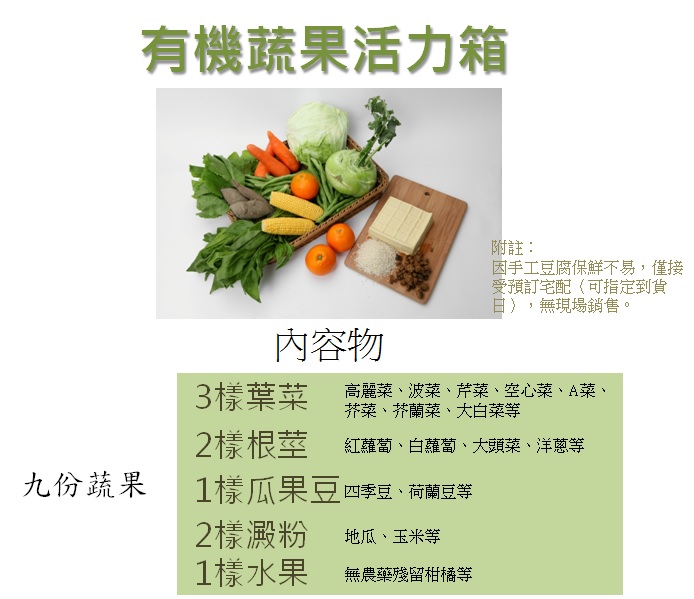 有機蔬果活力箱
附註：
因手工豆腐保鮮不易，僅接
受預訂宅配（可指定到貨
日），無現場銷售。
內容物
九份蔬果
3樣葉菜
高麗菜、波菜、芹菜、空心菜、A菜、
芥菜、芥蘭菜、大白菜等
2樣根莖
紅蘿蔔、白蘿蔔、大頭菜、洋蔥等
1樣瓜果豆
四季豆、荷蘭豆等
2樣澱粉
地瓜、玉米等
1樣水果
無農藥殘留柑橘等